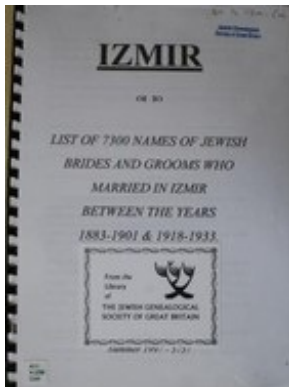 IZMIR
LIST OF 7300 NAMES OF JEWISH
BRIDES AND GROOMS WHO
MARRIED IN IZMIR
BETWEEN THE YEARS
1883-1901 & 1918-1933.
From the
Library
of
THE JEWISH GENEALOGICAL
SOCIETY OF GREAT BRITAIN